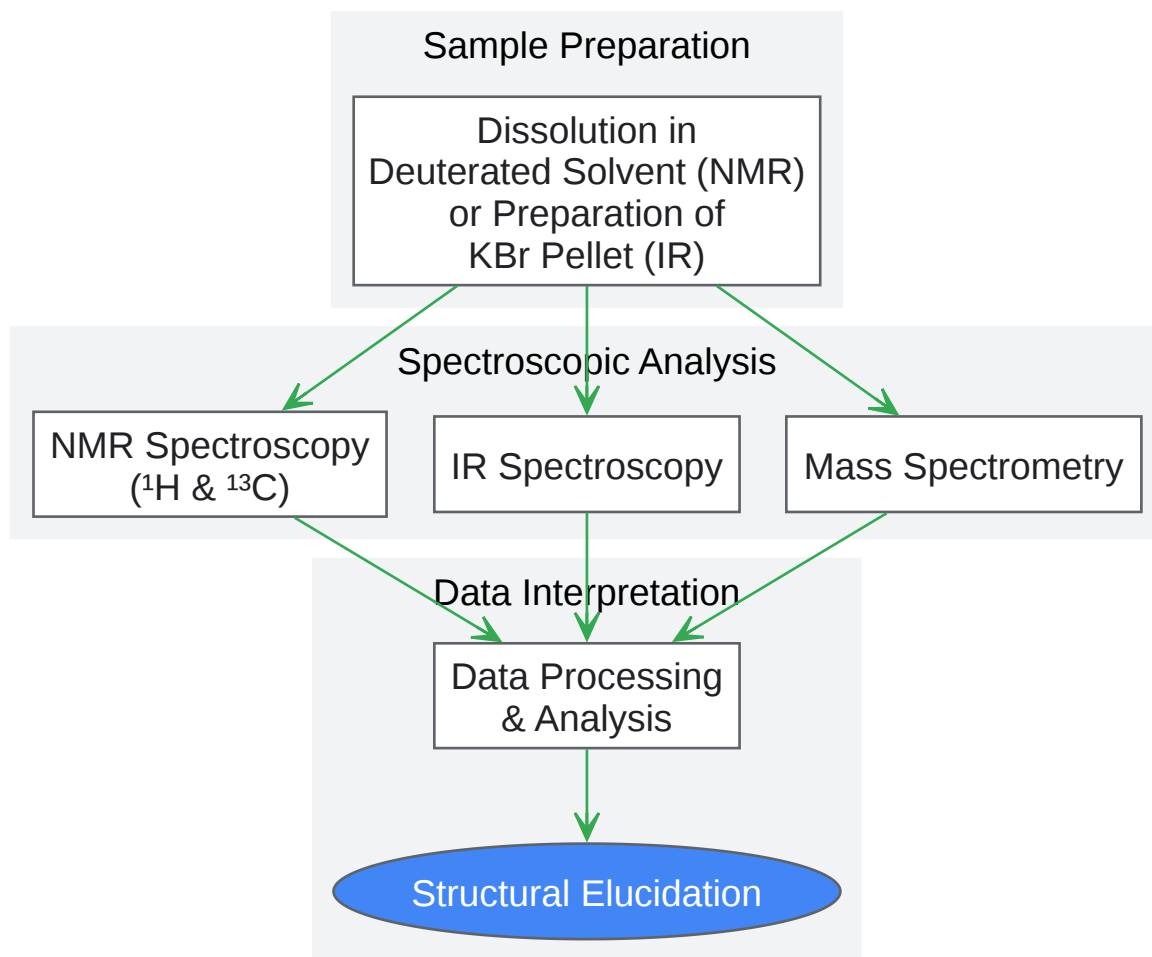 Sample Preparation
Dissolution in
Deuterated Solvent (NMR)
or Preparation of
KBr Pellet (IR)
Spectroscopic Analysis
NMR Spectroscopy
(¹H & ¹³C)
IR Spectroscopy
Mass Spectrometry
Data Interpretation
Data Processing
& Analysis
Structural Elucidation